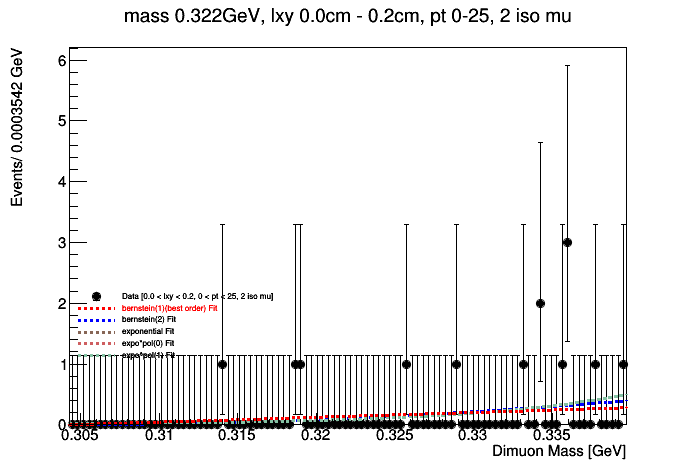 mass 0.322GeV, lxy 0.0cm - 0.2cm, pt 0-25, 2 iso mu
Events/ 0.0003542 GeV
6
5
4
3
2
1
0
Data [0.0 < lxy < 0.2, 0 < pt < 25, 2 iso mu]
bernstein(1)(best order) Fit
bernstein(2) Fit
exponential Fit
expo*pol(0) Fit
expo*pol(1) Fit
0.305 0.31 0.315 0.32 0.325 0.33 0.335
Dimuon Mass [GeV]